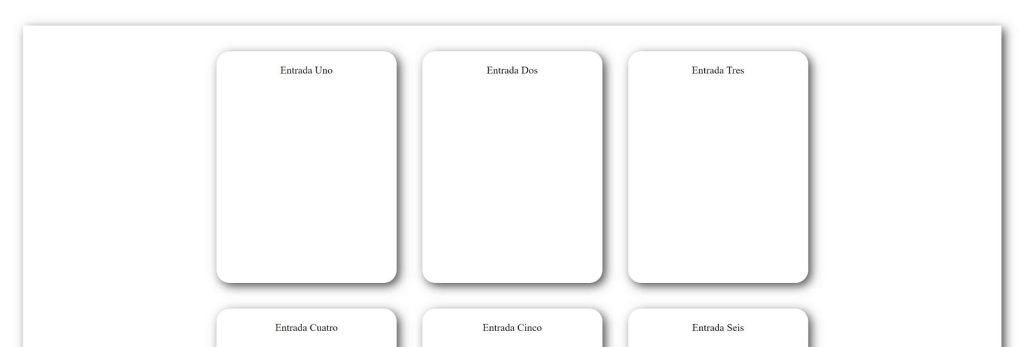 Entrada Uno
Entrada Dos
Entrada Tres
Entrada Cuatro
Entrada Cinco
Entrada Seis